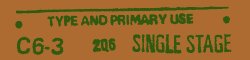 TYPE AND PRIMARY USE
C6-3 206 SINGLE STAGE